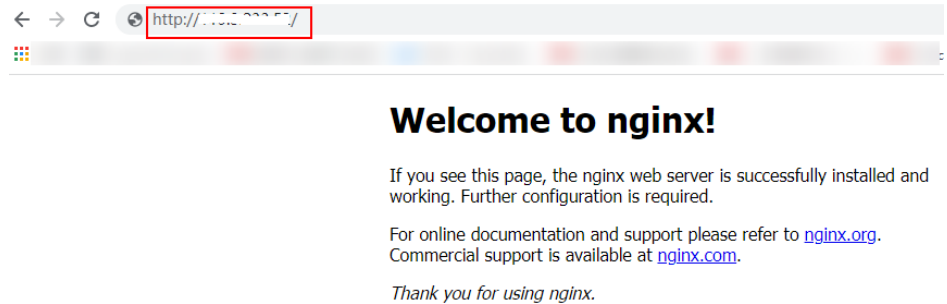 http://
Welcome to nginx!
If you see this page, the nginx web server is successfully installed and
working. Further configuration is required.
For online documentation and support please refer to nginx.org.
Commercial support is available at nginx.com.
Thank you for using nginx.